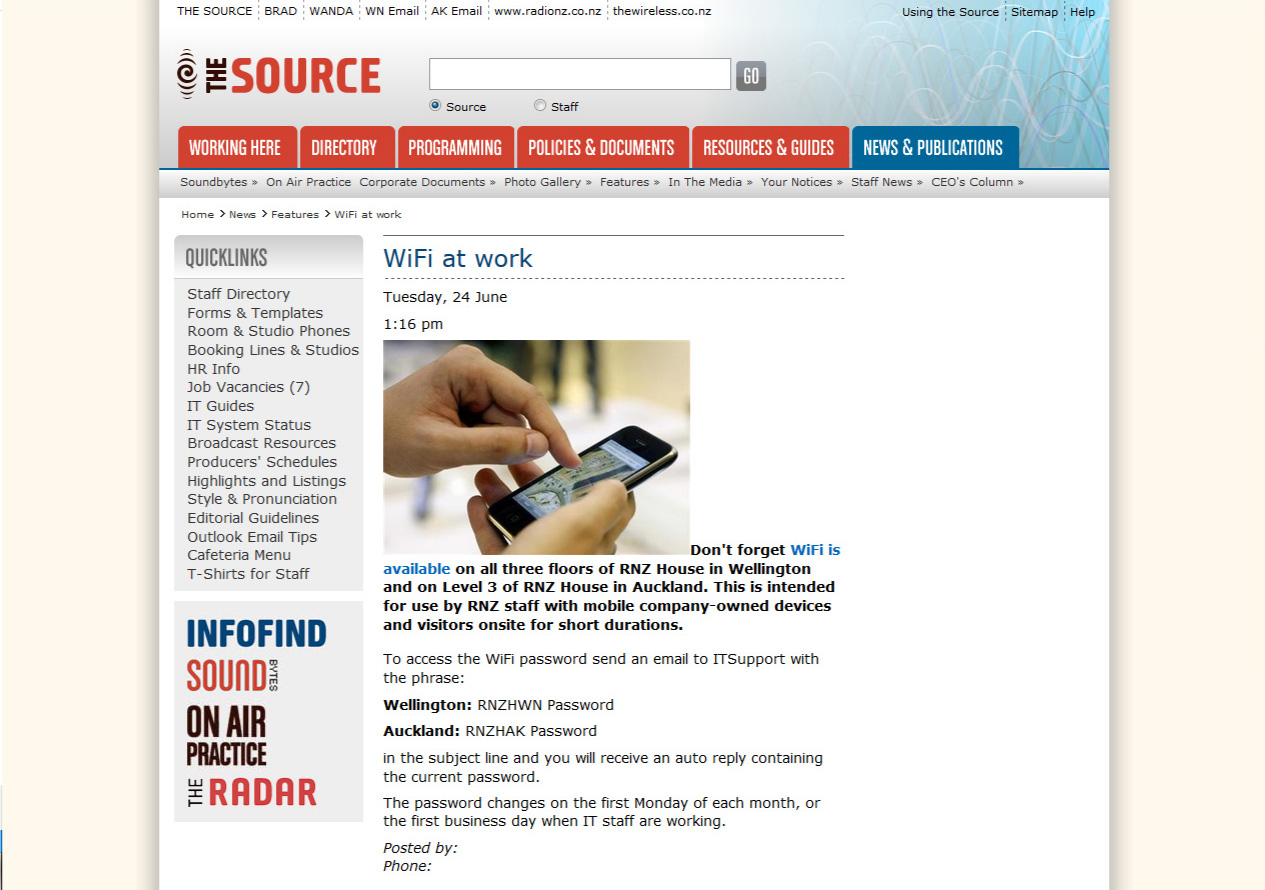 THE SOURCE BRAD WANDA WN Email AK Email www.radionz.co.nz thewireless.co.nz Using the Source Sitemap Help
THE SOURCE
GO
Source Staff
WORKING HERE DIRECTORY PROGRAMMING POLICIES & DOCUMENTS RESOURCES & GUIDES NEWS & PUBLICATIONS
Soundbytes » On Air Practice Corporate Documents » Photo Gallery » Features » In The Media » Your Notices » Staff News » CEO's Column »
Home > News > Features > WiFi at work
QUICKLINKS
Staff Directory
Forms & Templates
Room & Studio Phones
Booking Lines & Studios
HR Info
Job Vacancies (7)
IT Guides
IT System Status
Broadcast Resources
Producers' Schedules
Highlights and Listings
Style & Pronunciation
Editorial Guidelines
Outlook Email Tips
Cafeteria Menu
T-Shirts for Staff
INFOFIND
SOUND BYTES
ON AIR
PRACTICE
THE RADAR
WiFi at work
Tuesday, 24 June
1:16 pm
Don't forget WiFi is
available on all three floors of RNZ House in Wellington
and on Level 3 of RNZ House in Auckland. This is intended
for use by RNZ staff with mobile company-owned devices
and visitors onsite for short durations.
To access the WiFi password send an email to ITSupport with
the phrase:
Wellington: RNZHWN Password
Auckland: RNZHAK Password
in the subject line and you will receive an auto reply containing
the current password.
The password changes on the first Monday of each month, or
the first business day when IT staff are working.
Posted by:
Phone: